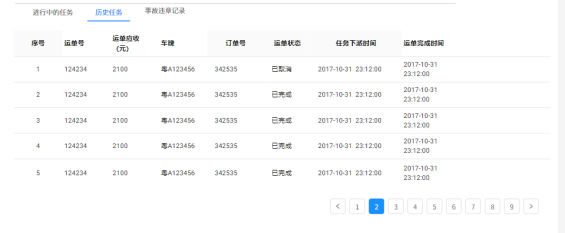 进行中的任务 历史任务 事故违章记录
序号 运单号 运单应收(元) 车牌 订单号 运单状态 任务下派时间 运单完成时间
1 124234 2100 粤A123456 342535 已取消 2017-10-31 23:12:00 2017-10-31 23:12:00
2 124234 2100 粤A123456 342535 已完成 2017-10-31 23:12:00 2017-10-31 23:12:00
3 124234 2100 粤A123456 342535 已完成 2017-10-31 23:12:00 2017-10-31 23:12:00
4 124234 2100 粤A123456 342535 已完成 2017-10-31 23:12:00 2017-10-31 23:12:00
5 124234 2100 粤A123456 342535 已完成 2017-10-31 23:12:00 2017-10-31 23:12:00
< 1 2 3 4 5 6 7 8 9 >